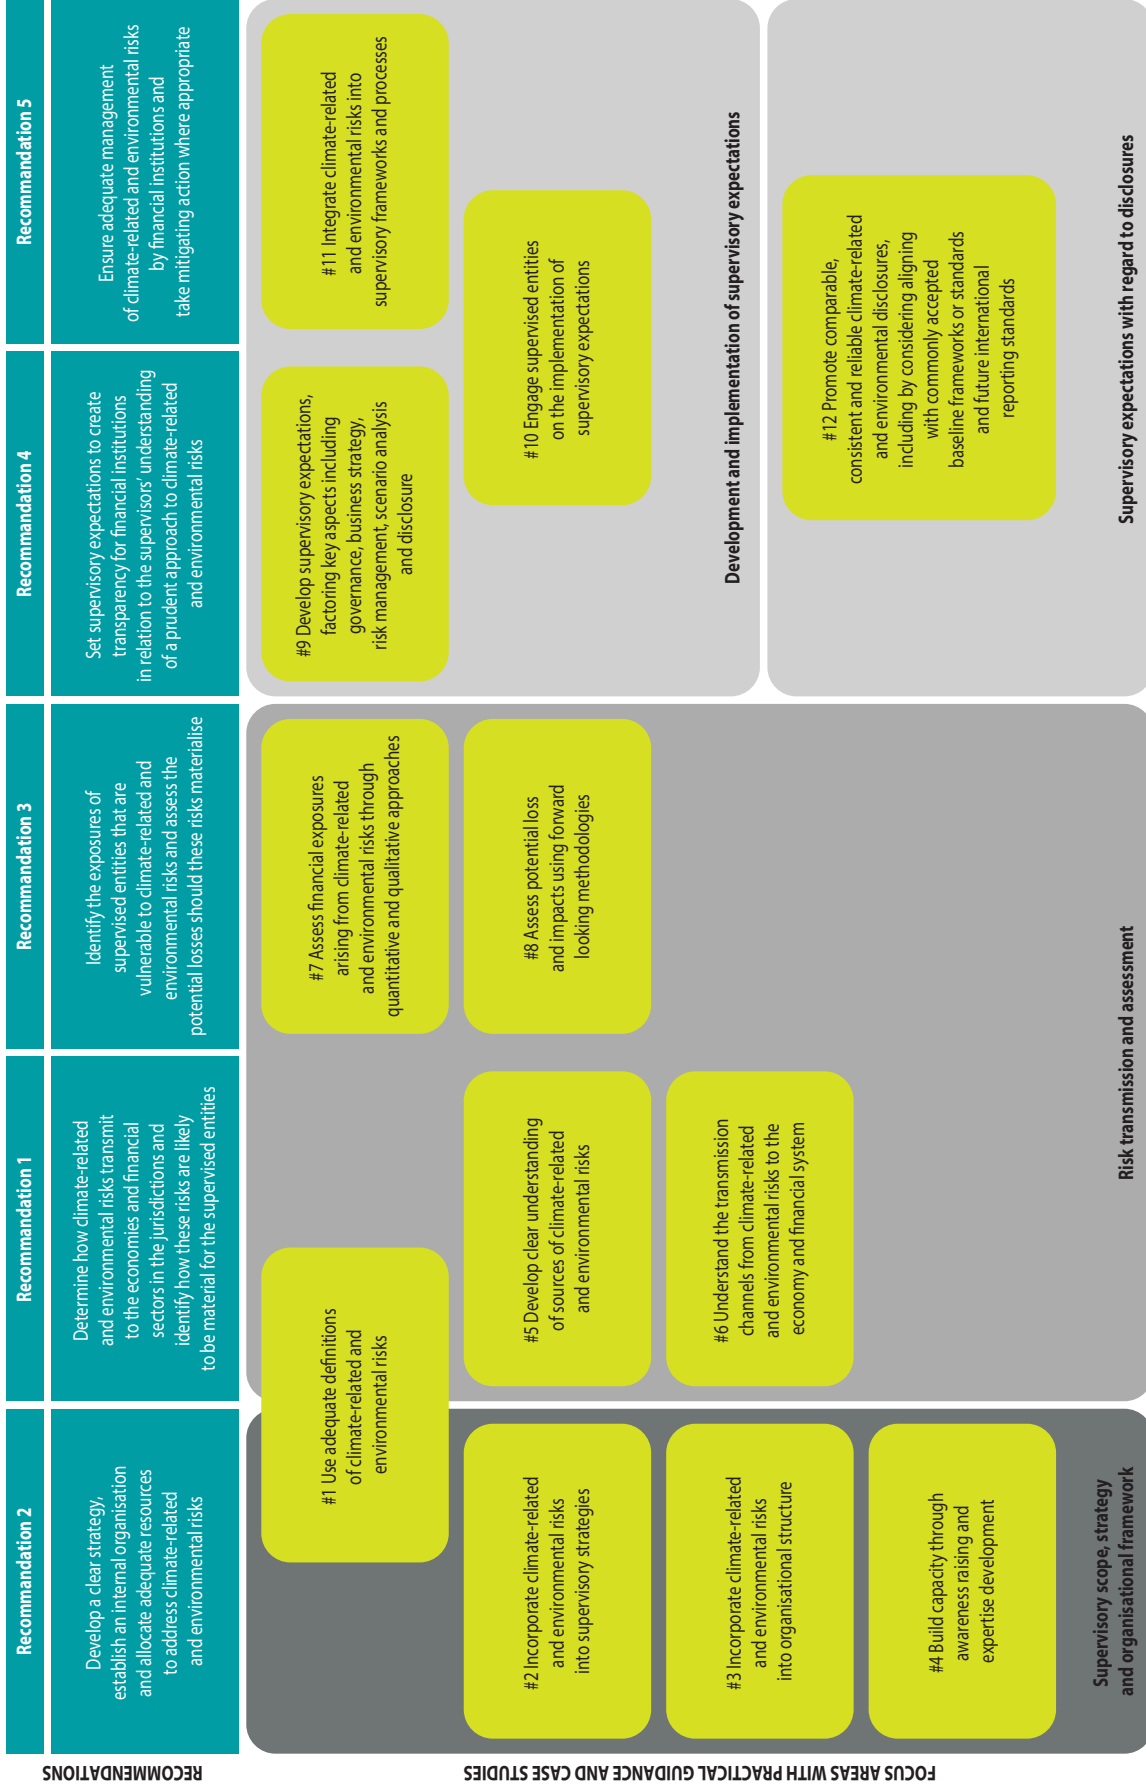 RECOMMENDATIONS
Recommandation 2
Develop a clear strategy,
establish an internal organisation
and allocate adequate resources
to address climate-related
and environmental risks
Recommandation 1
Determine how climate-related
and environmental risks transmit
to the economies and financial
sectors in the jurisdictions and
identify how these risks are likely
to be material for the supervised entities
Recommandation 3
Identify the exposures of
supervised entities that are
vulnerable to climate-related and
environmental risks and assess the
potential losses should these risks materialise
Recommandation 4
Set supervisory expectations to create
transparency for financial institutions
in relation to the supervisors' understanding
of a prudent approach to climate-related
and environmental risks
Recommandation 5
Ensure adequate management
of climate-related and environmental risks
by financial institutions and
take mitigating action where appropriate
FOCUS AREAS WITH PRACTICAL GUIDANCE AND CASE STUDIES
#1 Use adequate definitions
of climate-related and
environmental risks
#2 Incorporate climate-related
and environmental risks
into supervisory strategies
#3 Incorporate climate-related
and environmental risks
into organisational structure
#4 Build capacity through
awareness raising and
expertise development
Supervisory scope, strategy
and organisational framework
#5 Develop clear understanding
of sources of climate-related
and environmental risks
#6 Understand the transmission
channels from climate-related
and environmental risks to the
economy and financial system
#7 Assess financial exposures
arising from climate-related
and environmental risks through
quantitative and qualitative approaches
#8 Assess potential loss
and impacts using forward
looking methodologies
Risk transmission and assessment
#9 Develop supervisory expectations,
factoring key aspects including
governance, business strategy,
risk management, scenario analysis
and disclosure
#11 Integrate climate-related
and environmental risks into
supervisory frameworks and processes
#10 Engage supervised entities
on the implementation of
supervisory expectations
Development and implementation of supervisory expectations
#12 Promote comparable,
consistent and reliable climate-related
and environmental disclosures,
including by considering aligning
with commonly accepted
baseline frameworks or standards
and future international
reporting standards
Supervisory expectations with regard to disclosures